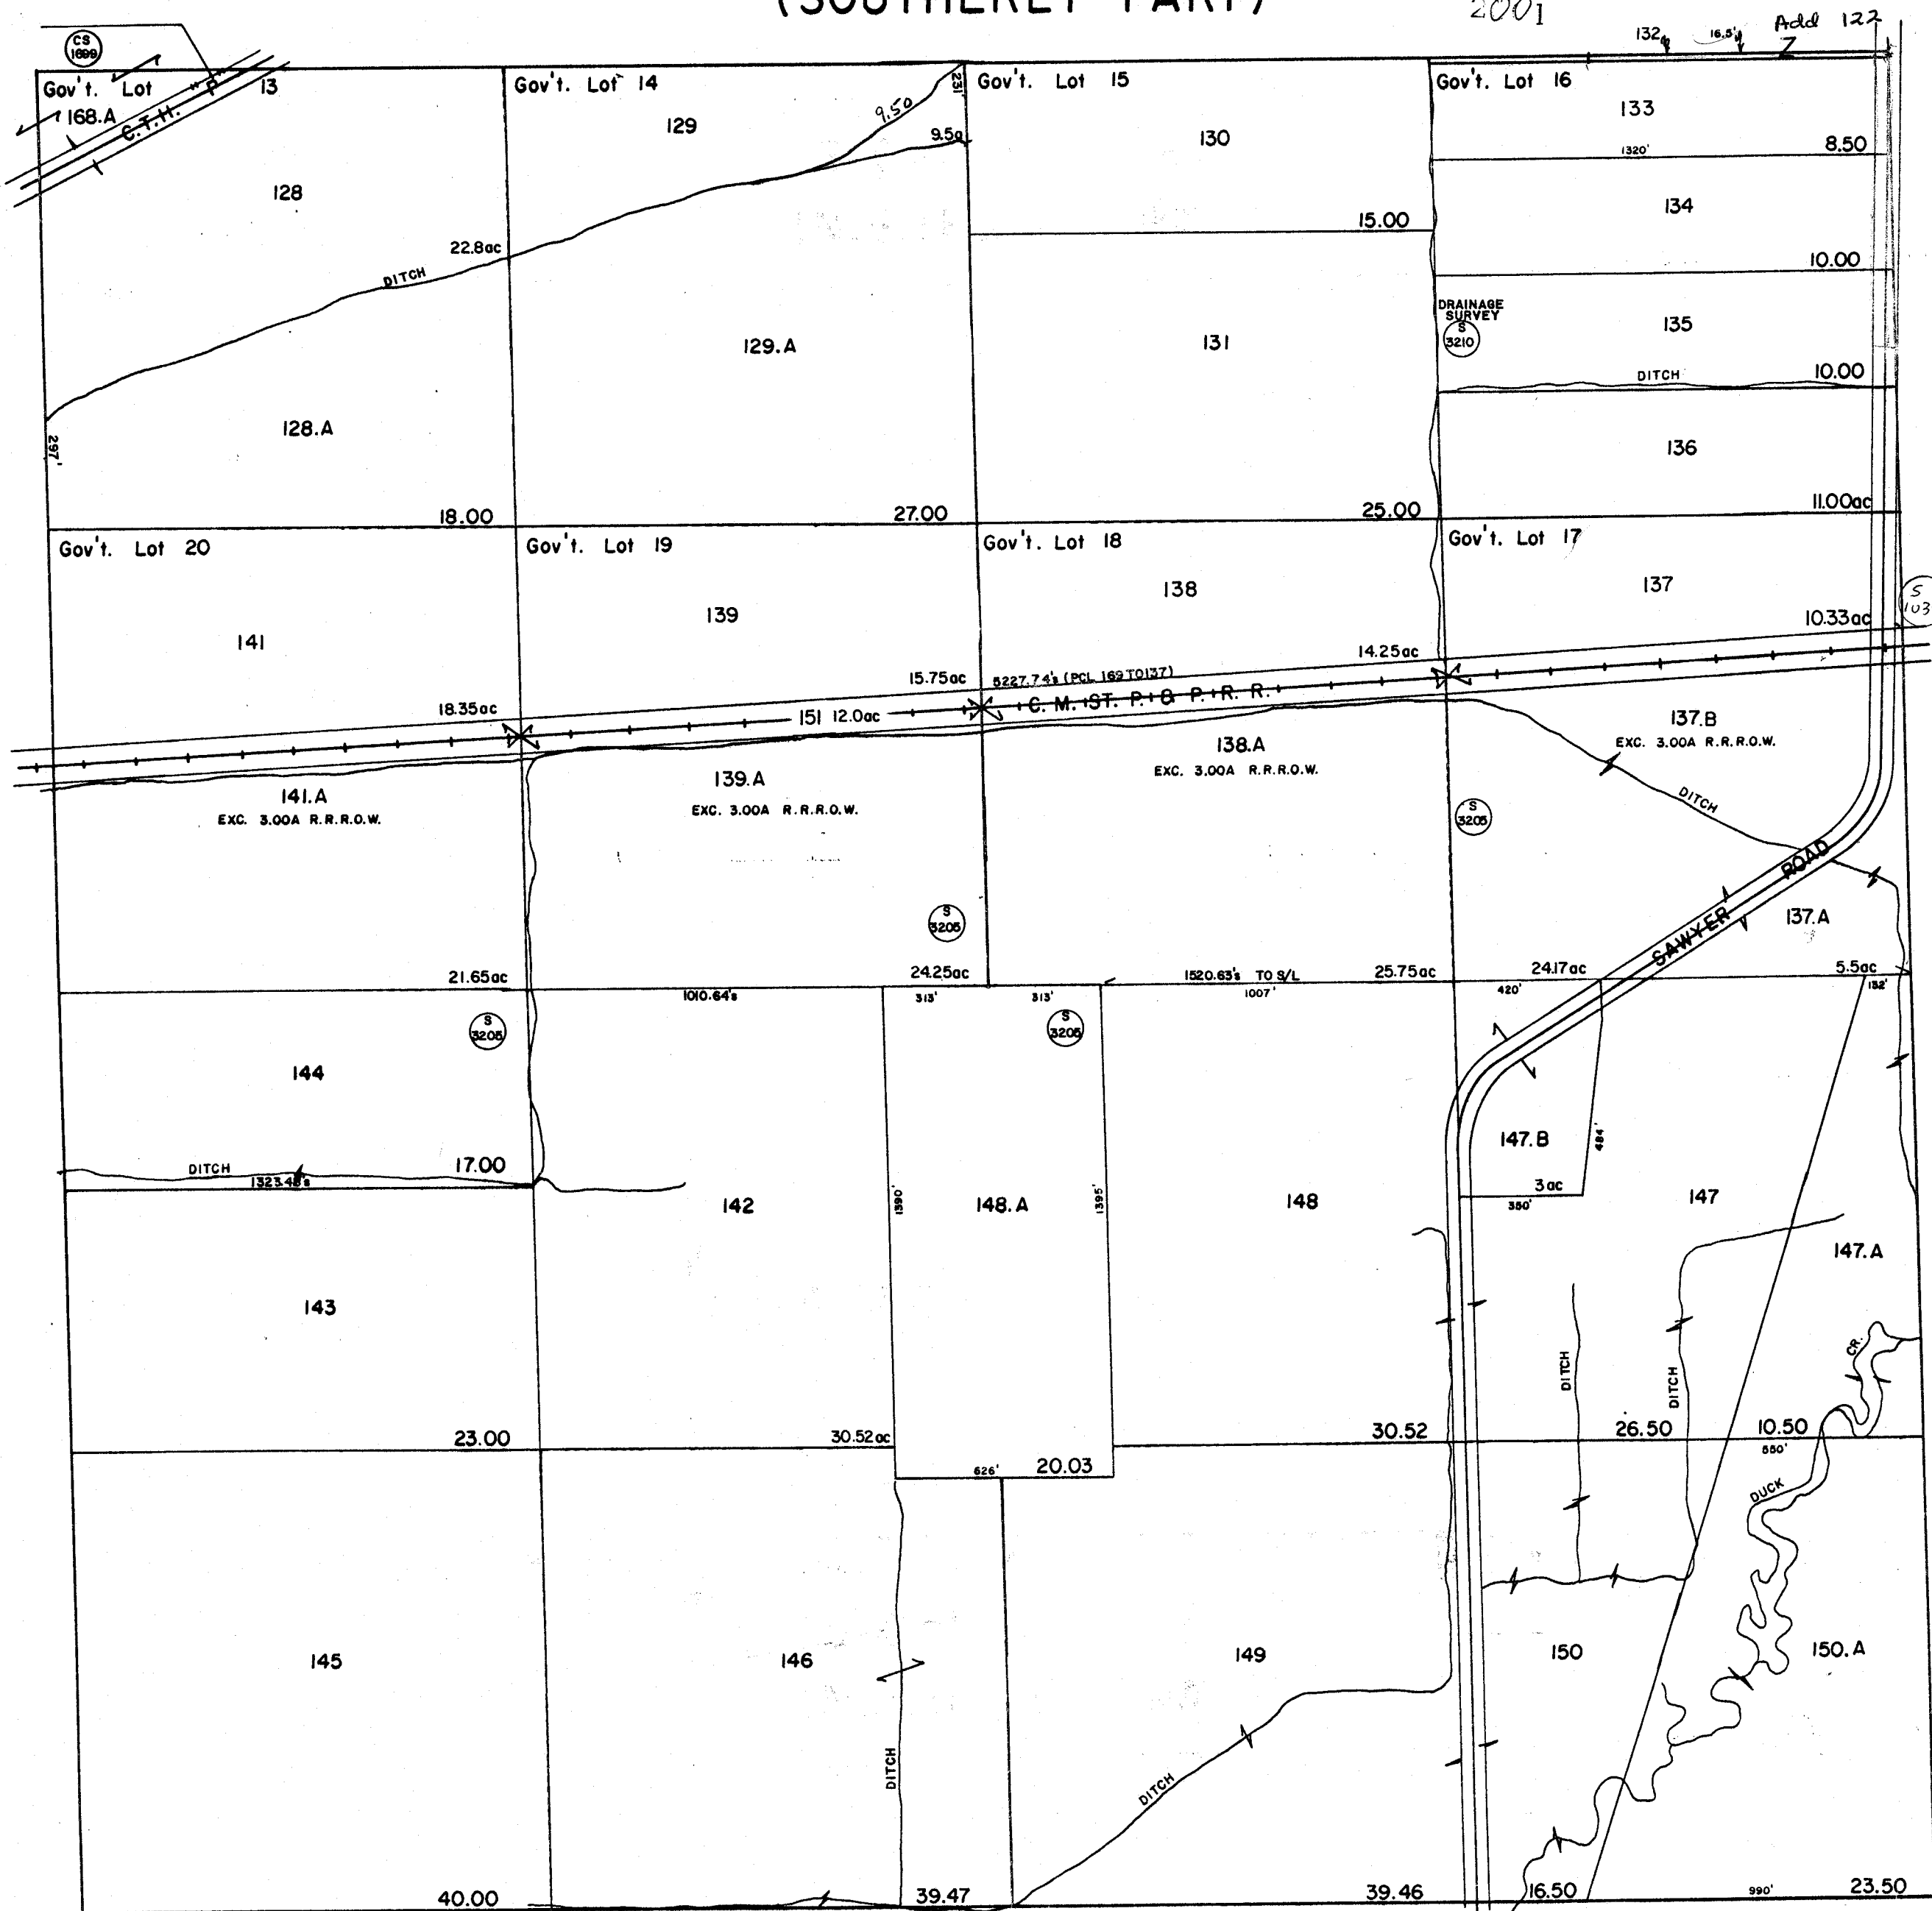 (SOUTHERLY PART)
2001
Add 122
132
16.5'
CS
1699
Gov't. Lot 13
Gov't. Lot 14
Gov't. Lot 15
Gov't. Lot 16
168.A
C.T.H. "P"
128
129
9.50
231'
9.50
130
133
1320'
8.50
134
15.00
10.00
22.8ac
DITCH
129.A
131
DRAINAGE
SURVEY
S
3210
135
DITCH
10.00
128.A
297'
136
18.00
27.00
25.00
11.00ac
Gov't. Lot 20
Gov't. Lot 19
Gov't. Lot 18
Gov't. Lot 17
141
139
138
137
S
103
10.33ac
14.25ac
15.75ac
5227.74's (PCL 169 TO 137)
C. M. ST. P. & P. R. R.
18.35ac
151 12.0ac
137.B
EXC. 3.00A R.R.R.O.W.
138.A
EXC. 3.00A R.R.R.O.W.
139.A
EXC. 3.00A R.R.R.O.W.
141.A
EXC. 3.00A R.R.R.O.W.
DITCH
S
3205
SAWYER ROAD
137.A
S
3205
21.65ac
24.25ac
1520.63's TO S/L
25.75ac
24.17ac
5.5ac
1010.64's
313'
313'
1007'
420'
132'
S
3205
S
3205
144
147.B
484'
DITCH
17.00
1323.48's
3 ac
350'
142
1390'
148.A
1395'
148
147
147.A
143
DITCH
DITCH
CR.
23.00
30.52ac
30.52
26.50
10.50
550'
626'
20.03
DUCK
145
146
149
150
150.A
DITCH
DITCH
40.00
39.47
39.46
16.50
990'
23.50